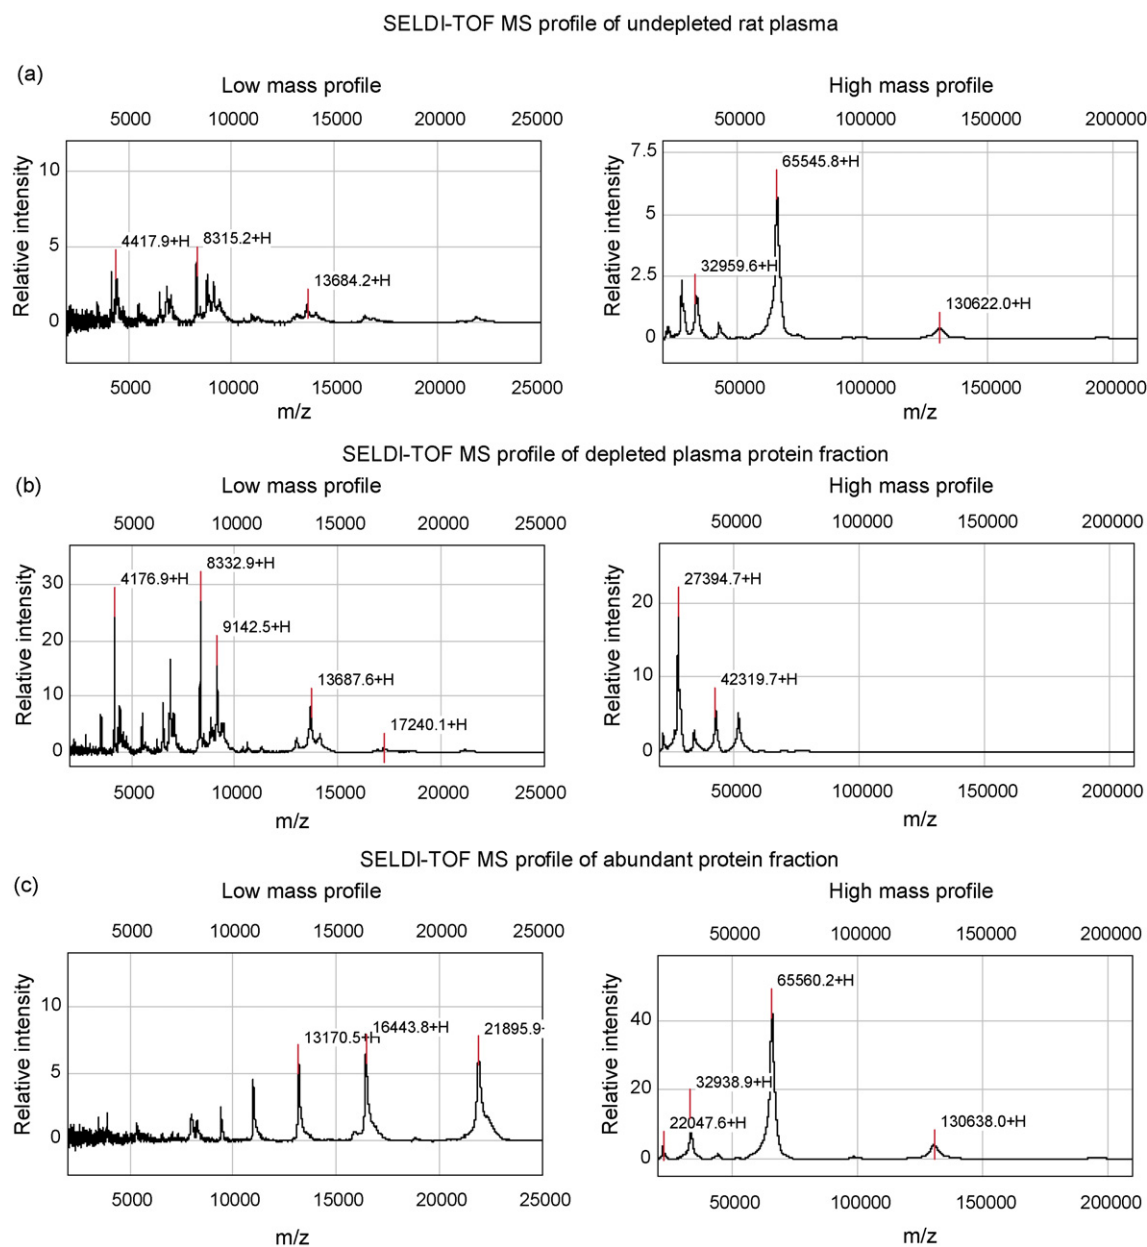 SELDI-TOF MS profile of undepleted rat plasma
(a)
Low mass profile
5000 10000 15000 20000 25000
Relative intensity
10
5
0
4417.9+H
8315.2+H
13684.2+H
5000 10000 15000 20000 25000
m/z
High mass profile
50000 100000 150000 200000
Relative intensity
7.5
5
2.5
0
65545.8+H
32959.6+H
130622.0+H
50000 100000 150000 200000
m/z
SELDI-TOF MS profile of depleted plasma protein fraction
(b)
Low mass profile
5000 10000 15000 20000 25000
Relative intensity
30
20
10
0
4176.9+H
8332.9+H
9142.5+H
13687.6+H
17240.1+H
5000 10000 15000 20000 25000
m/z
High mass profile
50000 100000 150000 200000
Relative intensity
20
10
0
27394.7+H
42319.7+H
50000 100000 150000 200000
m/z
SELDI-TOF MS profile of abundant protein fraction
(c)
Low mass profile
5000 10000 15000 20000 25000
Relative intensity
10
5
0
13170.5+H
16443.8+H
21895.9+
5000 10000 15000 20000 25000
m/z
High mass profile
50000 100000 150000 200000
Relative intensity
40
20
0
65560.2+H
32938.9+H
22047.6+H
130638.0+H
50000 100000 150000 200000
m/z